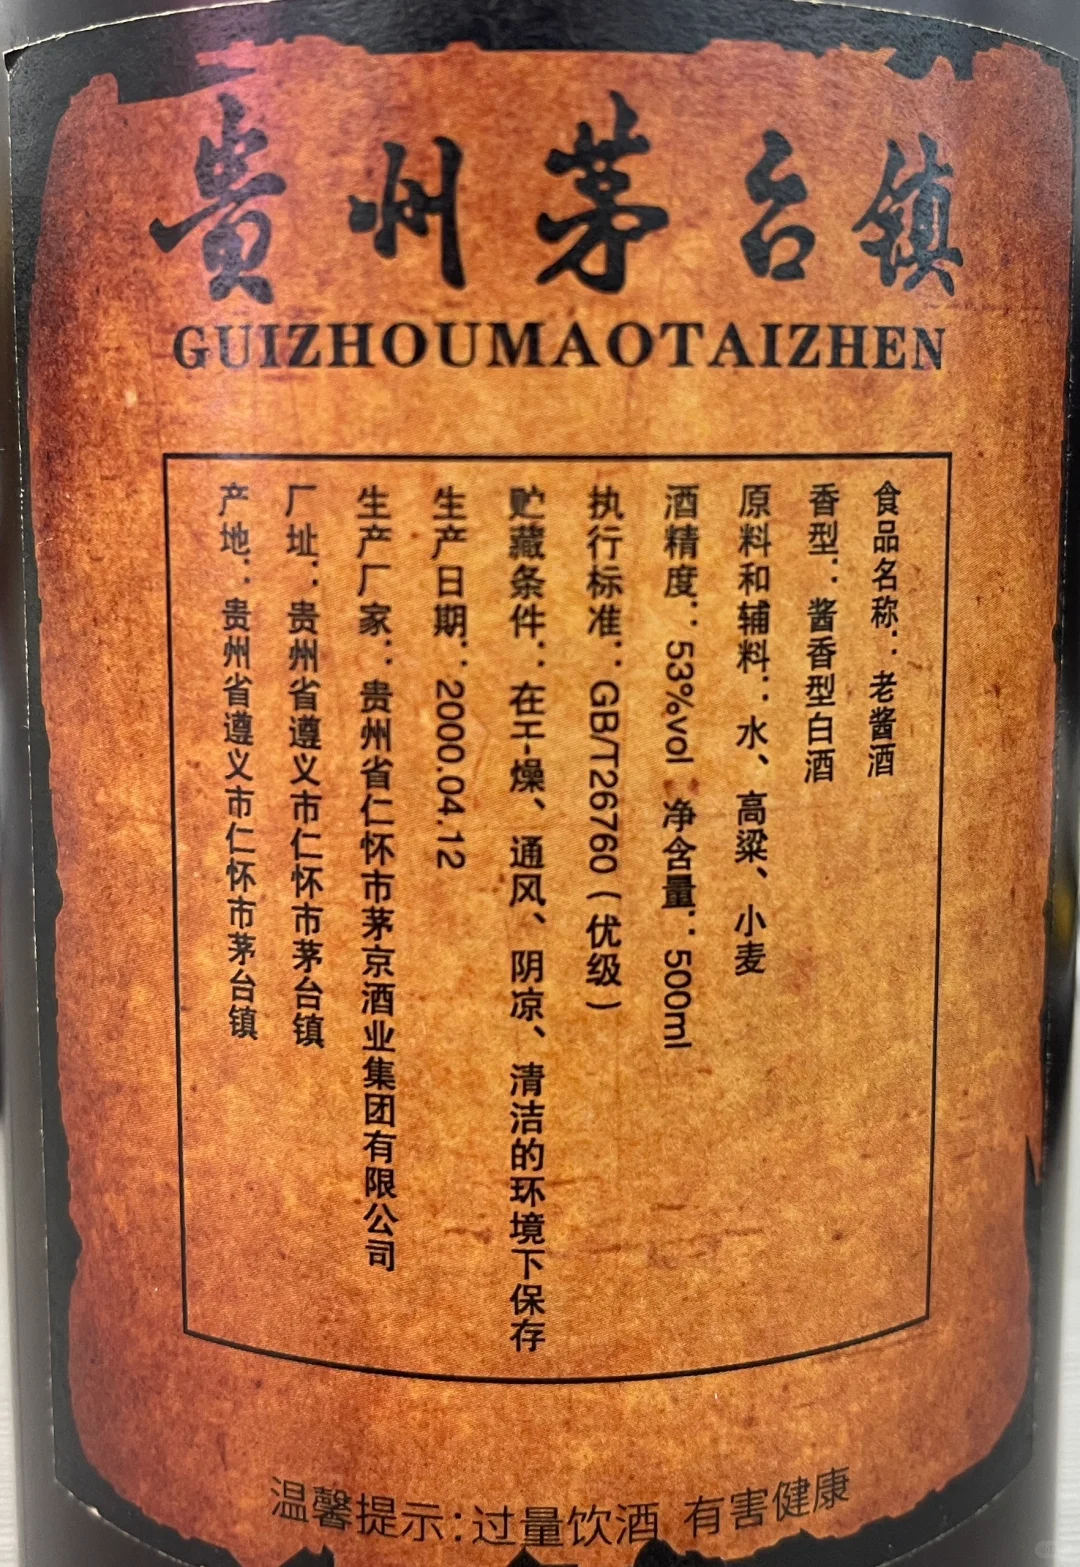 贵州茅台镇
GUIZHOUMAOTAIZHEN
食品名称：老酱酒
香型：酱香型白酒
原料和辅料：水、高粱、小麦
酒精度：53%vol 净含量：500ml
执行标准：GB/T26760（优级）
贮藏条件：在干燥、通风、阴凉、清洁的环境下保存
生产日期：2000.04.12
生产厂家：贵州省仁怀市茅京酒业集团有限公司
厂址：贵州省遵义市仁怀市茅台镇
产地：贵州省遵义市仁怀市茅台镇
温馨提示：过量饮酒 有害健康